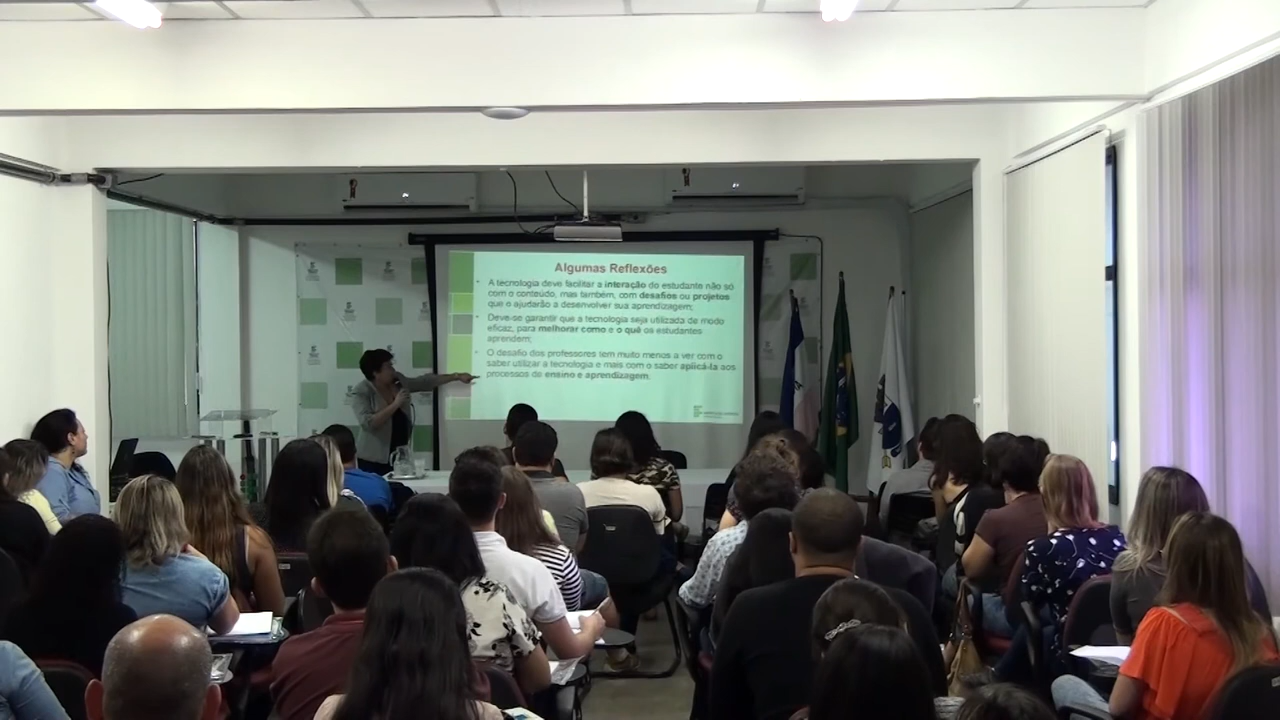 Algumas Reflexões
• A tecnologia deve facilitar a interação do estudante não só
com o conteúdo, mas também, com desafios ou projetos
que o ajudarão a desenvolver sua aprendizagem;
• Deve-se garantir que a tecnologia seja utilizada de modo
eficaz, para melhorar como e o quê os estudantes
aprendem;
• O desafio dos professores tem muito menos a ver com o
saber utilizar a tecnologia e mais com o saber aplicá-la aos
processos de ensino e aprendizagem.